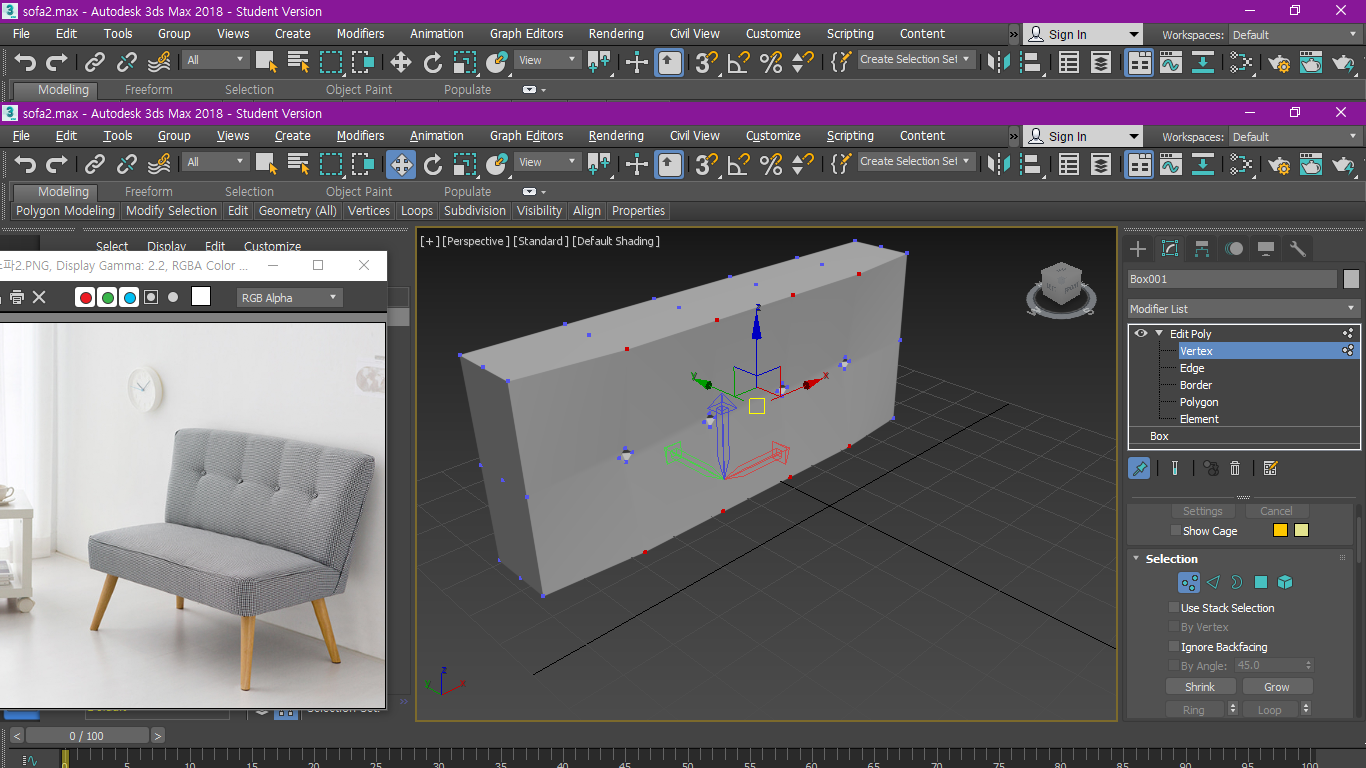 sofa2.max - Autodesk 3ds Max 2018 - Student Version
File Edit Tools Group Views Create Modifiers Animation Graph Editors Rendering Civil View Customize Scripting Content » Sign In Workspaces: Default
All View 3 Create Selection Set
Modeling Freeform Selection Object Paint Populate
sofa2.max - Autodesk 3ds Max 2018 - Student Version
File Edit Tools Group Views Create Modifiers Animation Graph Editors Rendering Civil View Customize Scripting Content » Sign In Workspaces: Default
All View 3 Create Selection Set
Modeling Freeform Selection Object Paint Populate
Polygon Modeling Modify Selection Edit Geometry (All) Vertices Loops Subdivision Visibility Align Properties
Select Display Edit Customize
[+] [Perspective] [Standard] [Default Shading]
파2.PNG, Display Gamma: 2.2, RGBA Color ...
RGB Alpha
z
y
x
z
y
x
Box001
Modifier List
Edit Poly
Vertex
Edge
Border
Polygon
Element
Box
Settings Cancel
Show Cage
Selection
Use Stack Selection
By Vertex
Ignore Backfacing
By Angle: 45.0
Shrink Grow
Ring Loop
Selection Set:
< 0 / 100 >
0 5 10 15 20 25 30 35 40 45 50 55 60 65 70 75 80 85 90 95 100